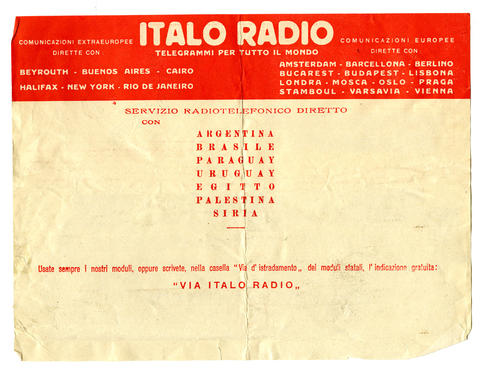 ITALO RADIO
TELEGRAMMI PER TUTTO IL MONDO
COMUNICAZIONI EXTRAEUROPEE
DIRETTE CON
BEYROUTH - BUENOS AIRES - CAIRO
HALIFAX - NEW YORK - RIO DE JANEIRO
COMUNICAZIONI EUROPEE
DIRETTE CON
AMSTERDAM - BARCELLONA - BERLINO
BUCAREST - BUDAPEST - LISBONA
LONDRA - MOSCA - OSLO - PRAGA
STAMBOUL - VARSAVIA - VIENNA
SERVIZIO RADIOTELEFONICO DIRETTO
CON
ARGENTINA
BRASILE
PARAGUAY
URUGUAY
EGITTO
PALESTINA
SIRIA
Usate sempre i nostri moduli, oppure scrivete, nella casella "Via d'istradamento„ dei moduli statali, l'indicazione gratuita:
"VIA ITALO RADIO„